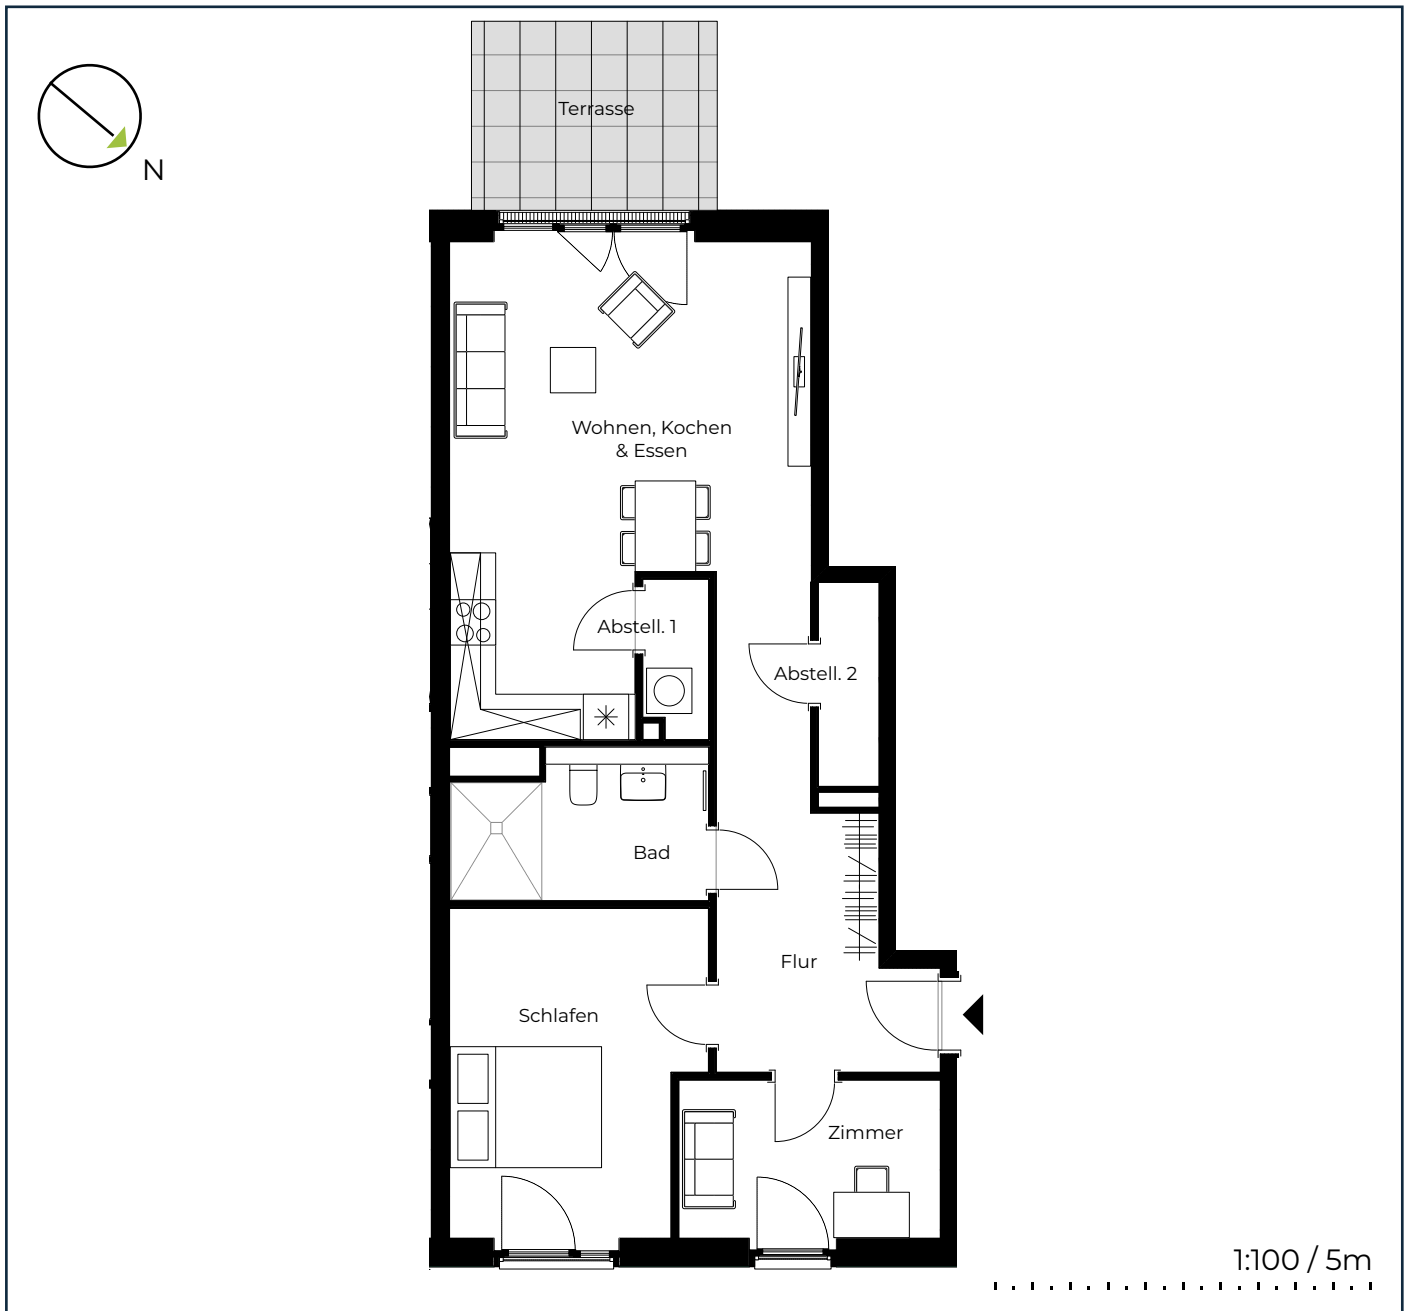 Terrasse
N
Wohnen, Kochen
& Essen
Abstell. 1
Abstell. 2
Bad
Flur
Schlafen
Zimmer
1:100 / 5m